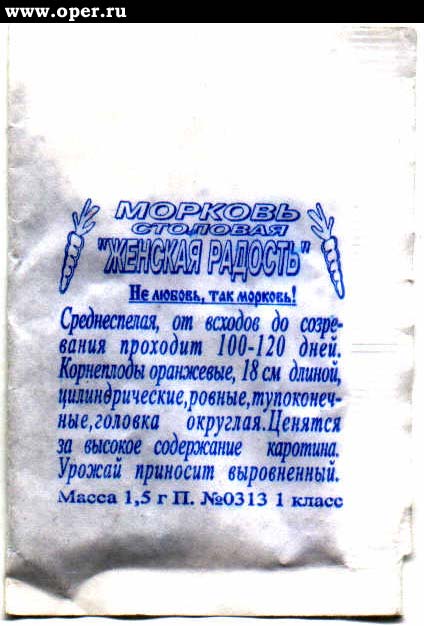 www.oper.ru
МОРКОВЬ
СТОЛОВАЯ
"ЖЕНСКАЯ РАДОСТЬ"
Не любовь, так морковь!
Среднеспелая, от всходов до созре-
вания проходит 100-120 дней.
Корнеплоды оранжевые, 18 см длиной,
цилиндрические,ровные,тупоконеч-
ные,головка округлая.Ценятся
за высокое содержание каротина.
Урожай приносит выровненный.
Масса 1,5 г П. №0313 1 класс